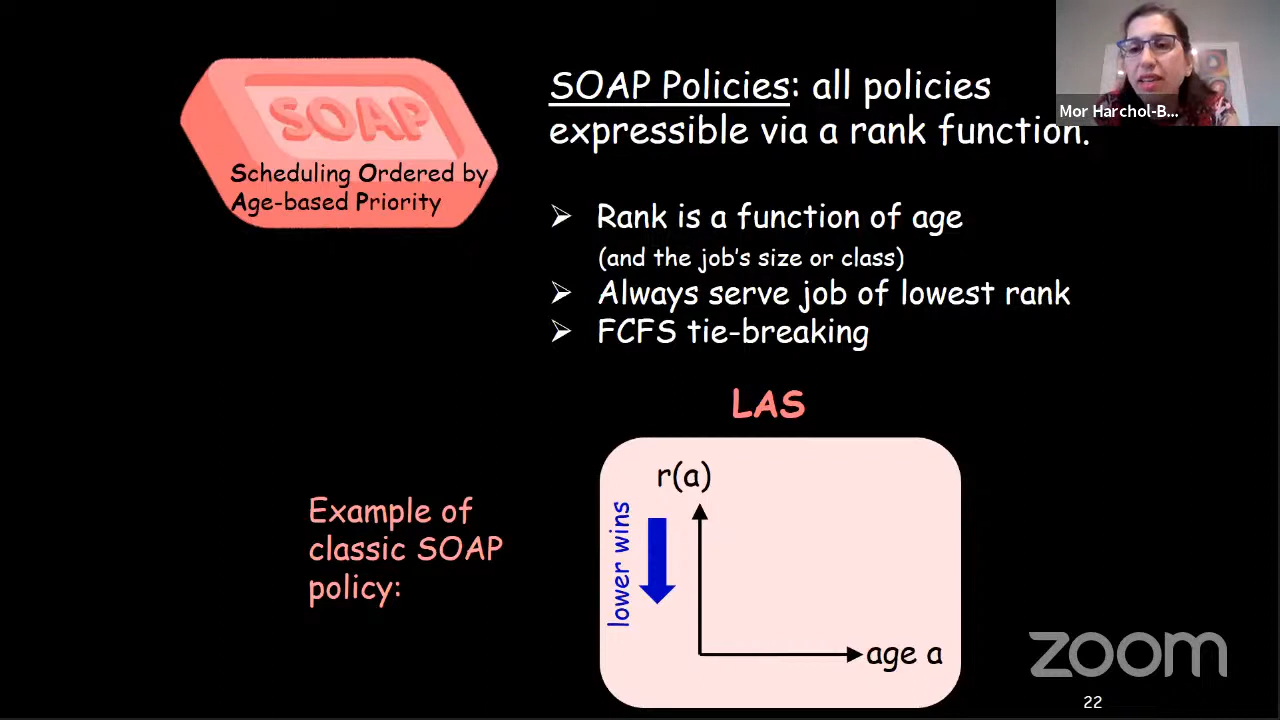 SOAP
Scheduling Ordered by
Age-based Priority
SOAP Policies: all policies
expressible via a rank function.
Mor Harchol-B...
➢ Rank is a function of age
(and the job's size or class)
➢ Always serve job of lowest rank
➢ FCFS tie-breaking
LAS
Example of
classic SOAP
policy:
r(a)
lower wins
age a
zoom
22